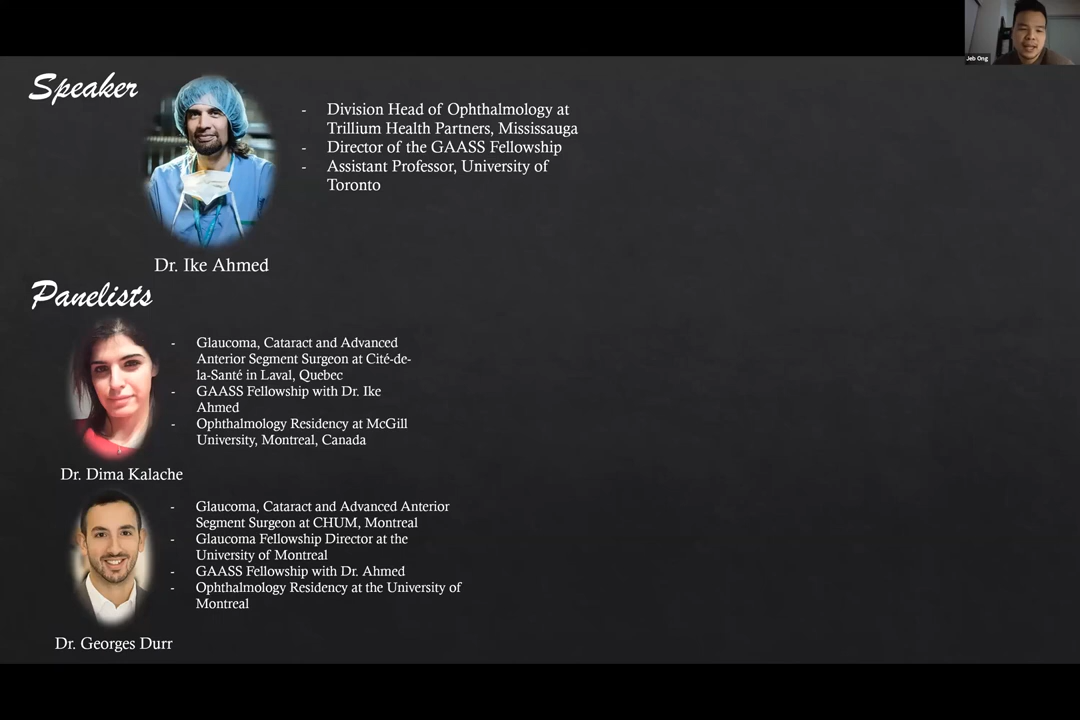 Jeb Ong
Speaker
- Division Head of Ophthalmology at
Trillium Health Partners, Mississauga
- Director of the GAASS Fellowship
- Assistant Professor, University of
Toronto
Dr. Ike Ahmed
Panelists
- Glaucoma, Cataract and Advanced
Anterior Segment Surgeon at Cité-de-
la-Santé in Laval, Quebec
- GAASS Fellowship with Dr. Ike
Ahmed
- Ophthalmology Residency at McGill
University, Montreal, Canada
Dr. Dima Kalache
- Glaucoma, Cataract and Advanced Anterior
Segment Surgeon at CHUM, Montreal
- Glaucoma Fellowship Director at the
University of Montreal
- GAASS Fellowship with Dr. Ahmed
- Ophthalmology Residency at the University of
Montreal
Dr. Georges Durr